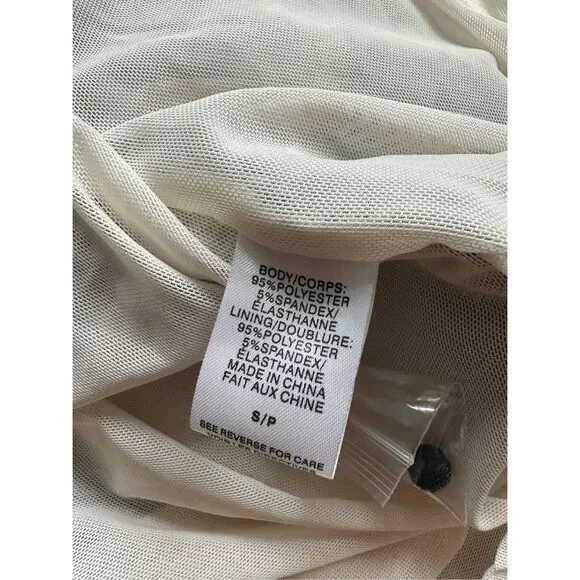 BODY/CORPS:
95%POLYESTER
5%SPANDEX/
ÉLASTHANNE
LINING/DOUBLURE:
95%POLYESTER
5%SPANDEX/
ÉLASTHANNE
MADE IN CHINA
FAIT AUX CHINE
S/P
SEE REVERSE FOR CARE